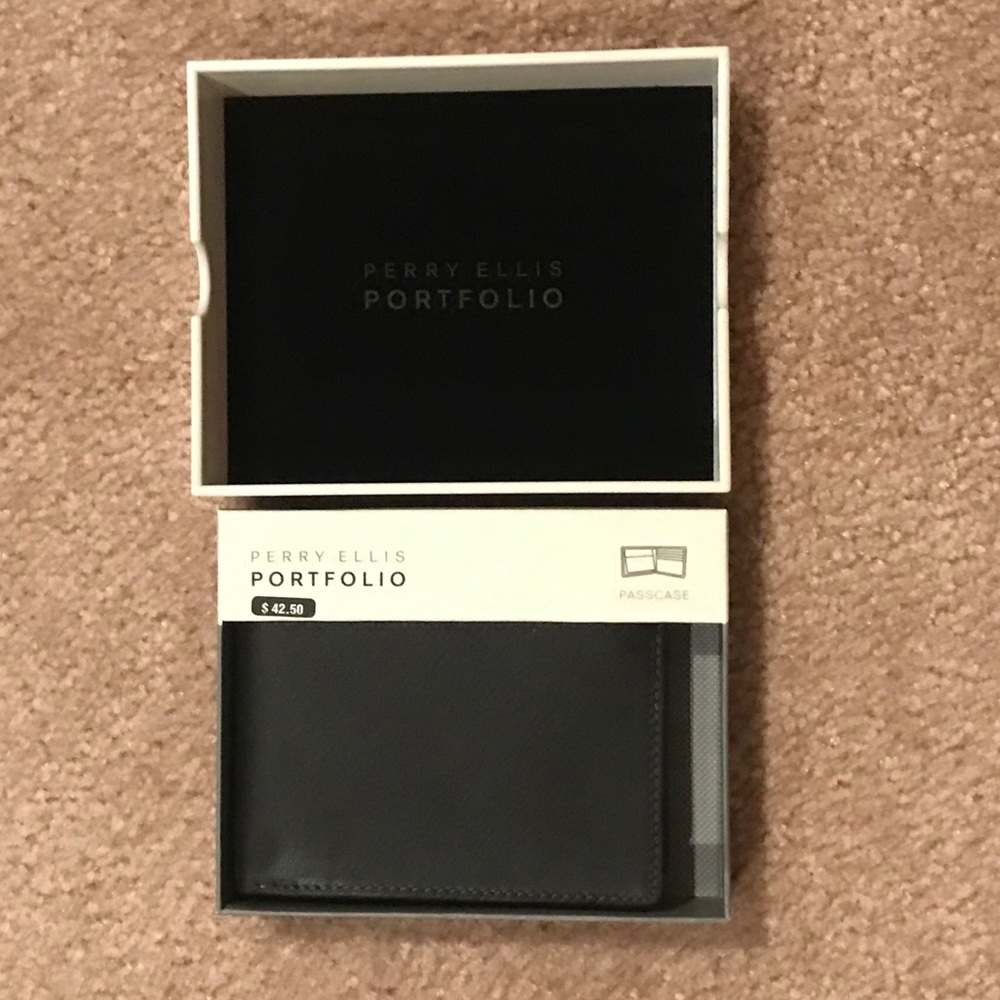 PERRY ELLIS
PORTFOLIO
PERRY ELLIS
PORTFOLIO
$ 42.50
PASSCASE